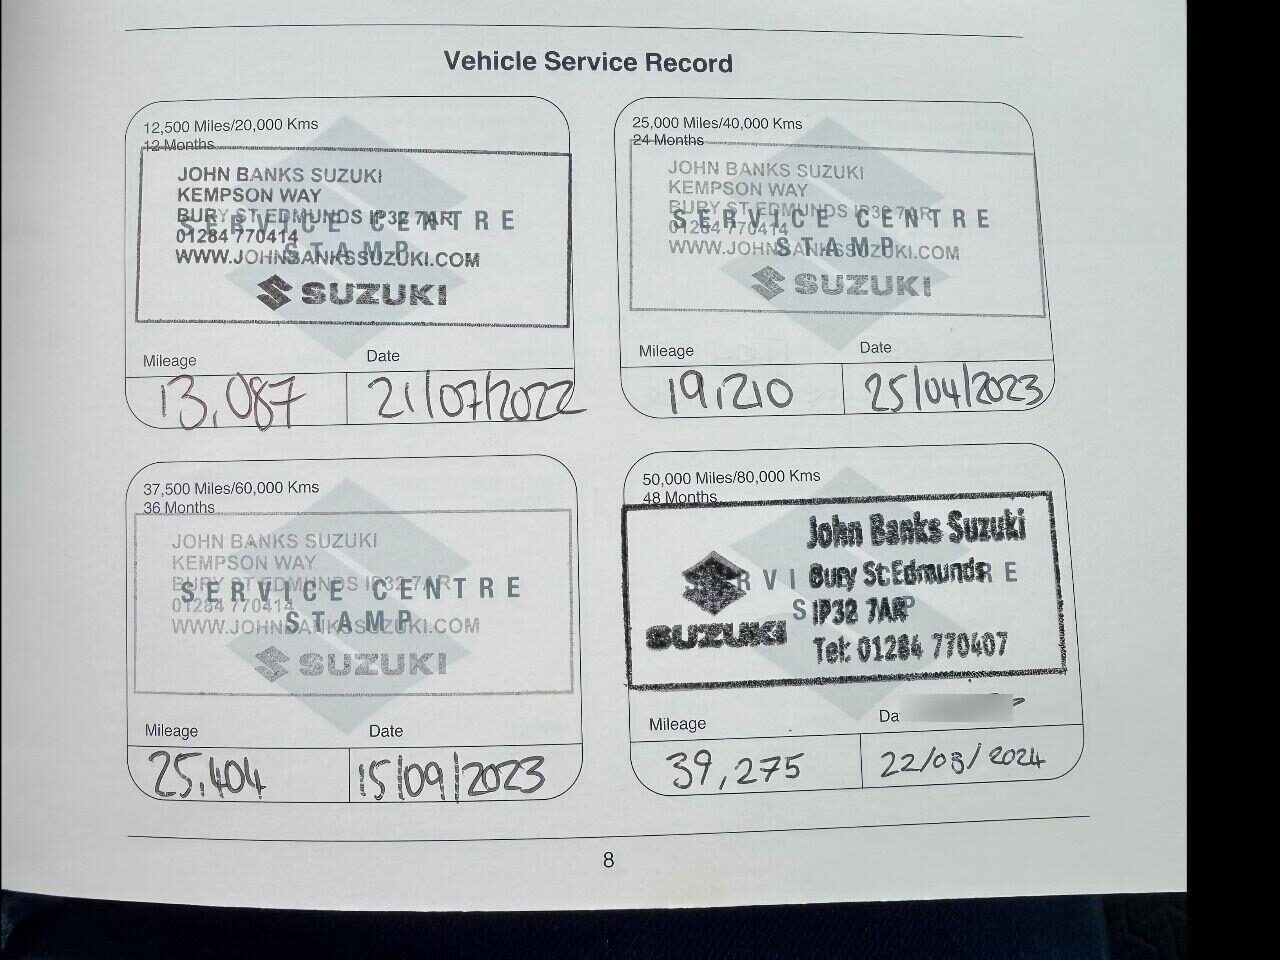 Vehicle Service Record
12,500 Miles/20,000 Kms
12 Months
JOHN BANKS SUZUKI
KEMPSON WAY
BURY ST EDMUNDS IP32 7AR
SERVICE CENTRE
01284 770414
STAMP
WWW.JOHNBANKSSUZUKI.COM
SUZUKI
Mileage
Date
13,087
21/07/2022
25,000 Miles/40,000 Kms
24 Months
JOHN BANKS SUZUKI
KEMPSON WAY
BURY ST EDMUNDS IP32 7AR
SERVICE CENTRE
01284 770414
STAMP
WWW.JOHNBANKSSUZUKI.COM
SUZUKI
Mileage
Date
19,210
25/04/2023
37,500 Miles/60,000 Kms
36 Months
JOHN BANKS SUZUKI
KEMPSON WAY
BURY ST EDMUNDS IP32 7AR
SERVICE CENTRE
01284 770414
STAMP
WWW.JOHNBANKSSUZUKI.COM
SUZUKI
Mileage
Date
25,404
15/09/2023
50,000 Miles/80,000 Kms
48 Months
John Banks Suzuki
Bury St Edmunds
IP32 7AR
SUZUKI
Tel: 01284 770407
Mileage
Da
39,275
22/08/2024
8